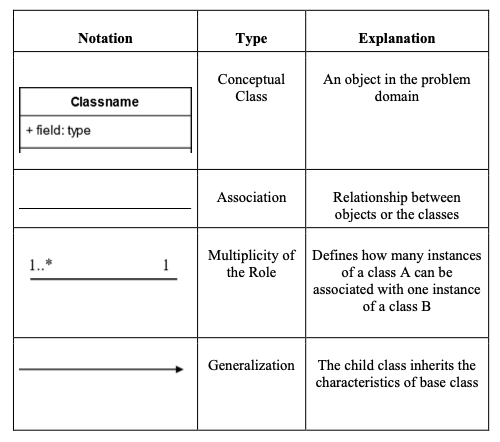 Notation Type Explanation
Classname
+ field: type
Conceptual
Class
An object in the problem
domain
Association
Relationship between
objects or the classes
1..* 1
Multiplicity of
the Role
Defines how many instances
of a class A can be
associated with one instance
of a class B
Generalization
The child class inherits the
characteristics of base class